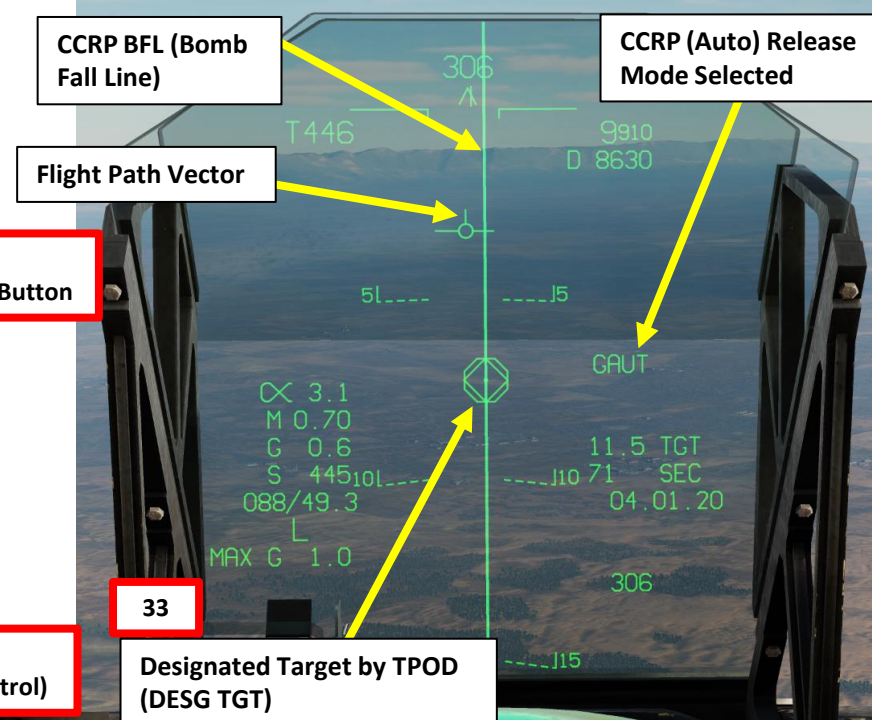 CCRP BFL (Bomb
Fall Line)
CCRP (Auto) Release
Mode Selected
306
T446
9910
D 8630
Flight Path Vector
Button
5
5
GAUT
α 3.1
M 0.70
G 0.6
S 445
088/49.3
L
MAX G 1.0
10
10
11.5 TGT
71 SEC
04.01.20
306
33
15
trol)
Designated Target by TPOD
(DESG TGT)